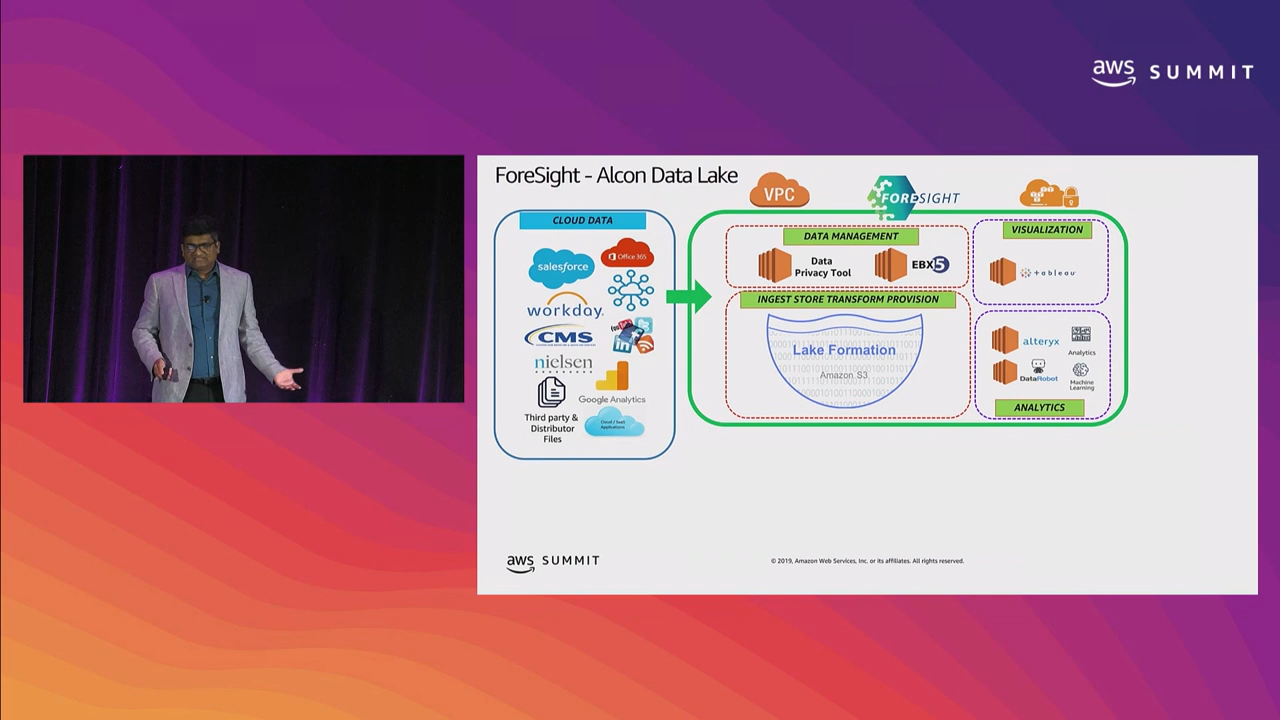 aws SUMMIT
ForeSight - Alcon Data Lake
VPC
FORESIGHT
CLOUD DATA
salesforce
Office 365
workday.
CMS
nielsen
Google Analytics
Third party &
Distributor
Files
Cloud / SaaS
Applications
DATA MANAGEMENT
Data
Privacy Tool
EBX5
INGEST STORE TRANSFORM PROVISION
Lake Formation
Amazon S3
VISUALIZATION
tableau
alteryx
Analytics
DataRobot
Machine
Learning
ANALYTICS
aws SUMMIT
© 2019, Amazon Web Services, Inc. or its affiliates. All rights reserved.